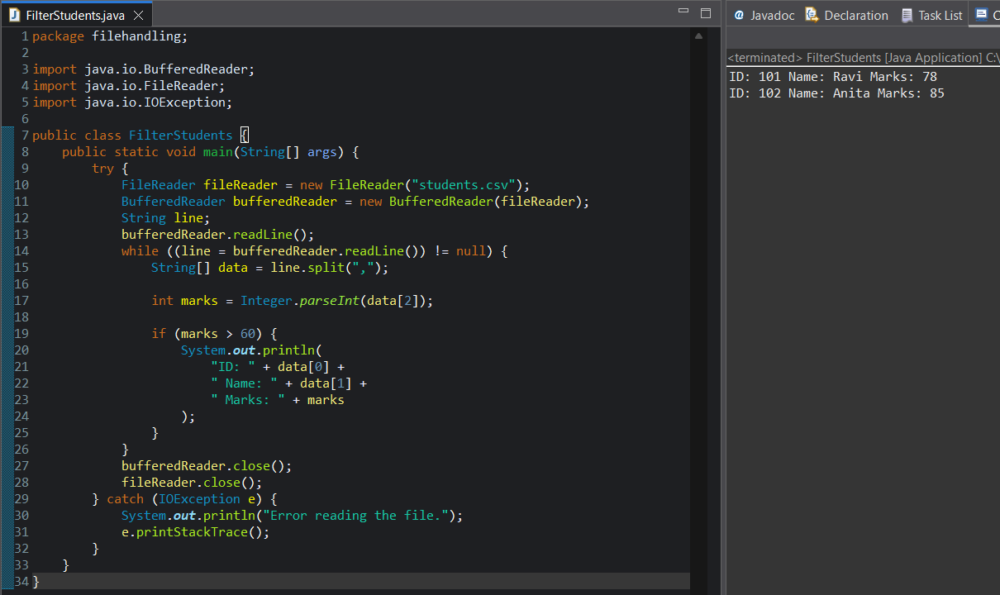 FilterStudents.java
1 package filehandling;
2
3 import java.io.BufferedReader;
4 import java.io.FileReader;
5 import java.io.IOException;
6
7 public class FilterStudents {
8     public static void main(String[] args) {
9         try {
10             FileReader fileReader = new FileReader("students.csv");
11             BufferedReader bufferedReader = new BufferedReader(fileReader);
12             String line;
13             bufferedReader.readLine();
14             while ((line = bufferedReader.readLine()) != null) {
15                 String[] data = line.split(",");
16
17                 int marks = Integer.parseInt(data[2]);
18
19                 if (marks > 60) {
20                     System.out.println(
21                         "ID: " + data[0] +
22                         " Name: " + data[1] +
23                         " Marks: " + marks
24                     );
25                 }
26             }
27             bufferedReader.close();
28             fileReader.close();
29         } catch (IOException e) {
30             System.out.println("Error reading the file.");
31             e.printStackTrace();
32         }
33     }
34 }
@ Javadoc Declaration Task List C
<terminated> FilterStudents [Java Application] C:\
ID: 101 Name: Ravi Marks: 78
ID: 102 Name: Anita Marks: 85